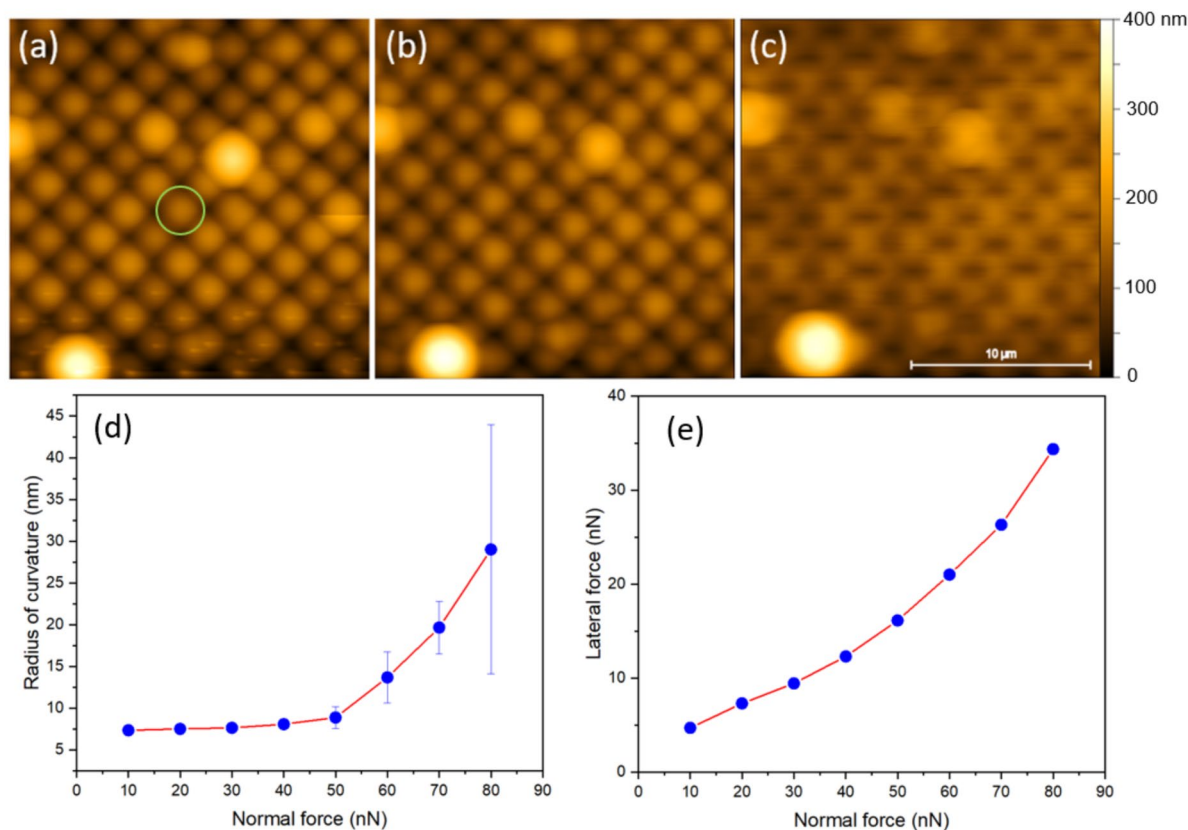 (a)
(b)
(c)
400 nm
300
200
100
0
10 µm
(d)
45
40
35
30
25
20
15
10
5
Radius of curvature (nm)
10 20 30 40 50 60 70 80 90
Normal force (nN)
(e)
40
30
20
10
0
Lateral force (nN)
0 10 20 30 40 50 60 70 80 90
Normal force (nN)